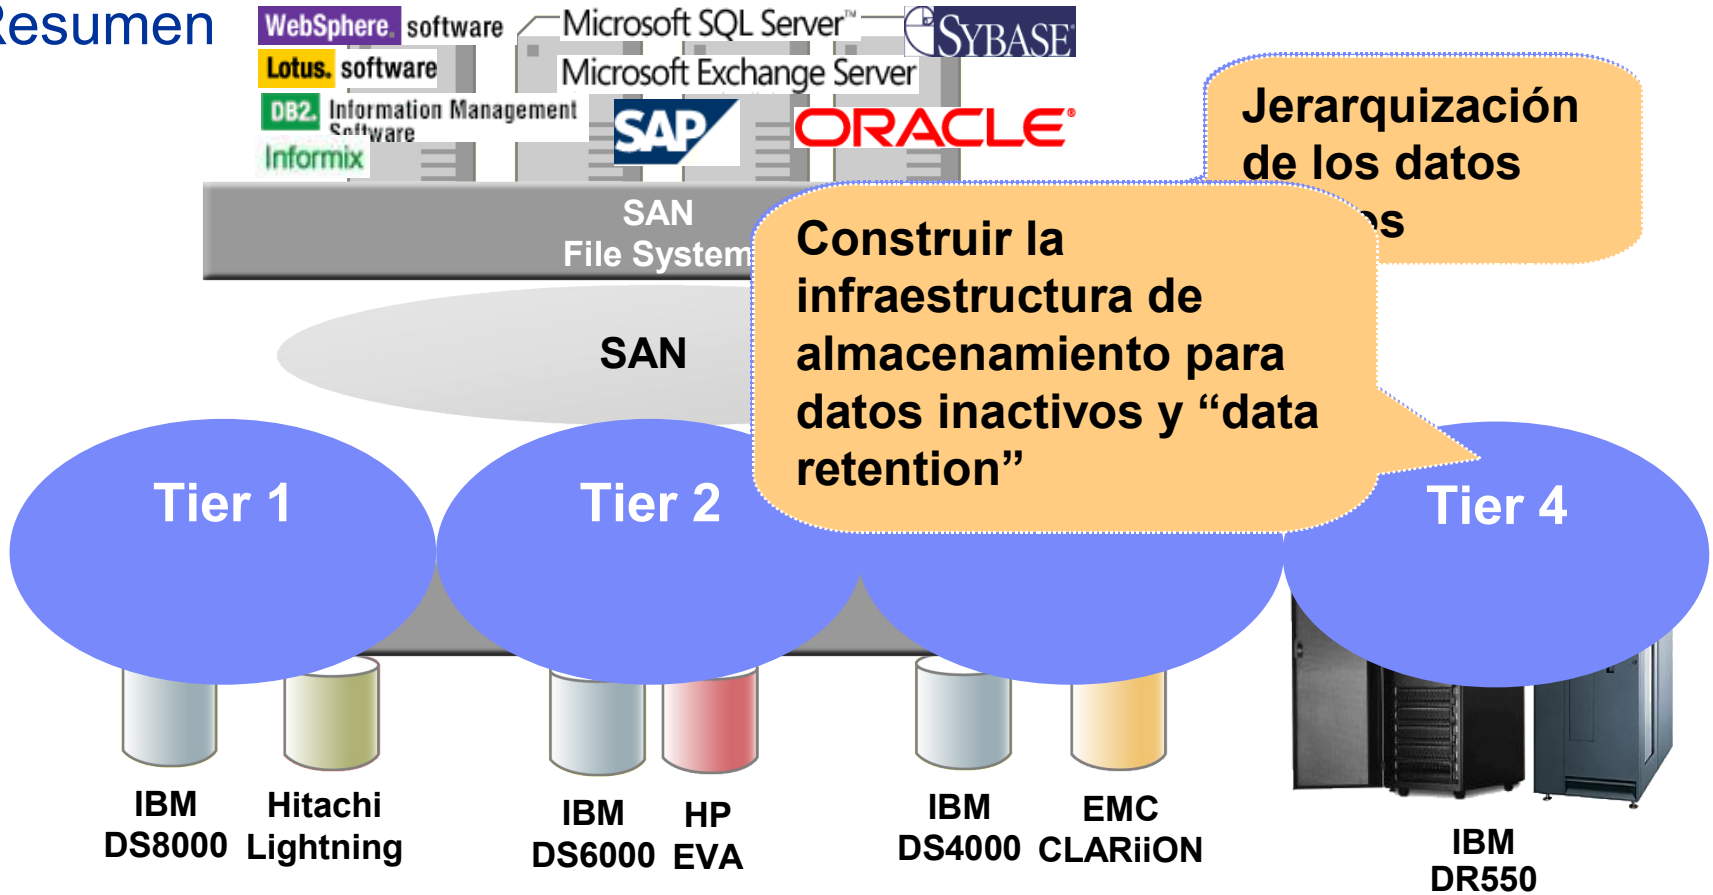 Resumen
WebSphere. software
Lotus. software
DB2. Information Management
Software
Informix
Microsoft SQL Server™
Microsoft Exchange Server
SYBASE
SAP
ORACLE®
Jerarquización
de los datos
Construir la
infraestructura de
almacenamiento para
datos inactivos y “data
retention”
SAN
File System
SAN
Tier 1
Tier 2
Tier 4
IBM
DS8000
Hitachi
Lightning
IBM
DS6000
HP
EVA
IBM
DS4000
EMC
CLARiiON
IBM
DR550